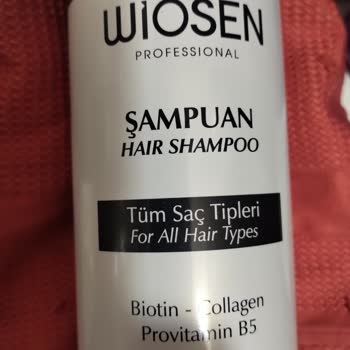 WIOSEN
PROFESSIONAL
ŞAMPUAN
HAIR SHAMPOO
Tüm Saç Tipleri
For All Hair Types
Biotin - Collagen
Provitamin B5